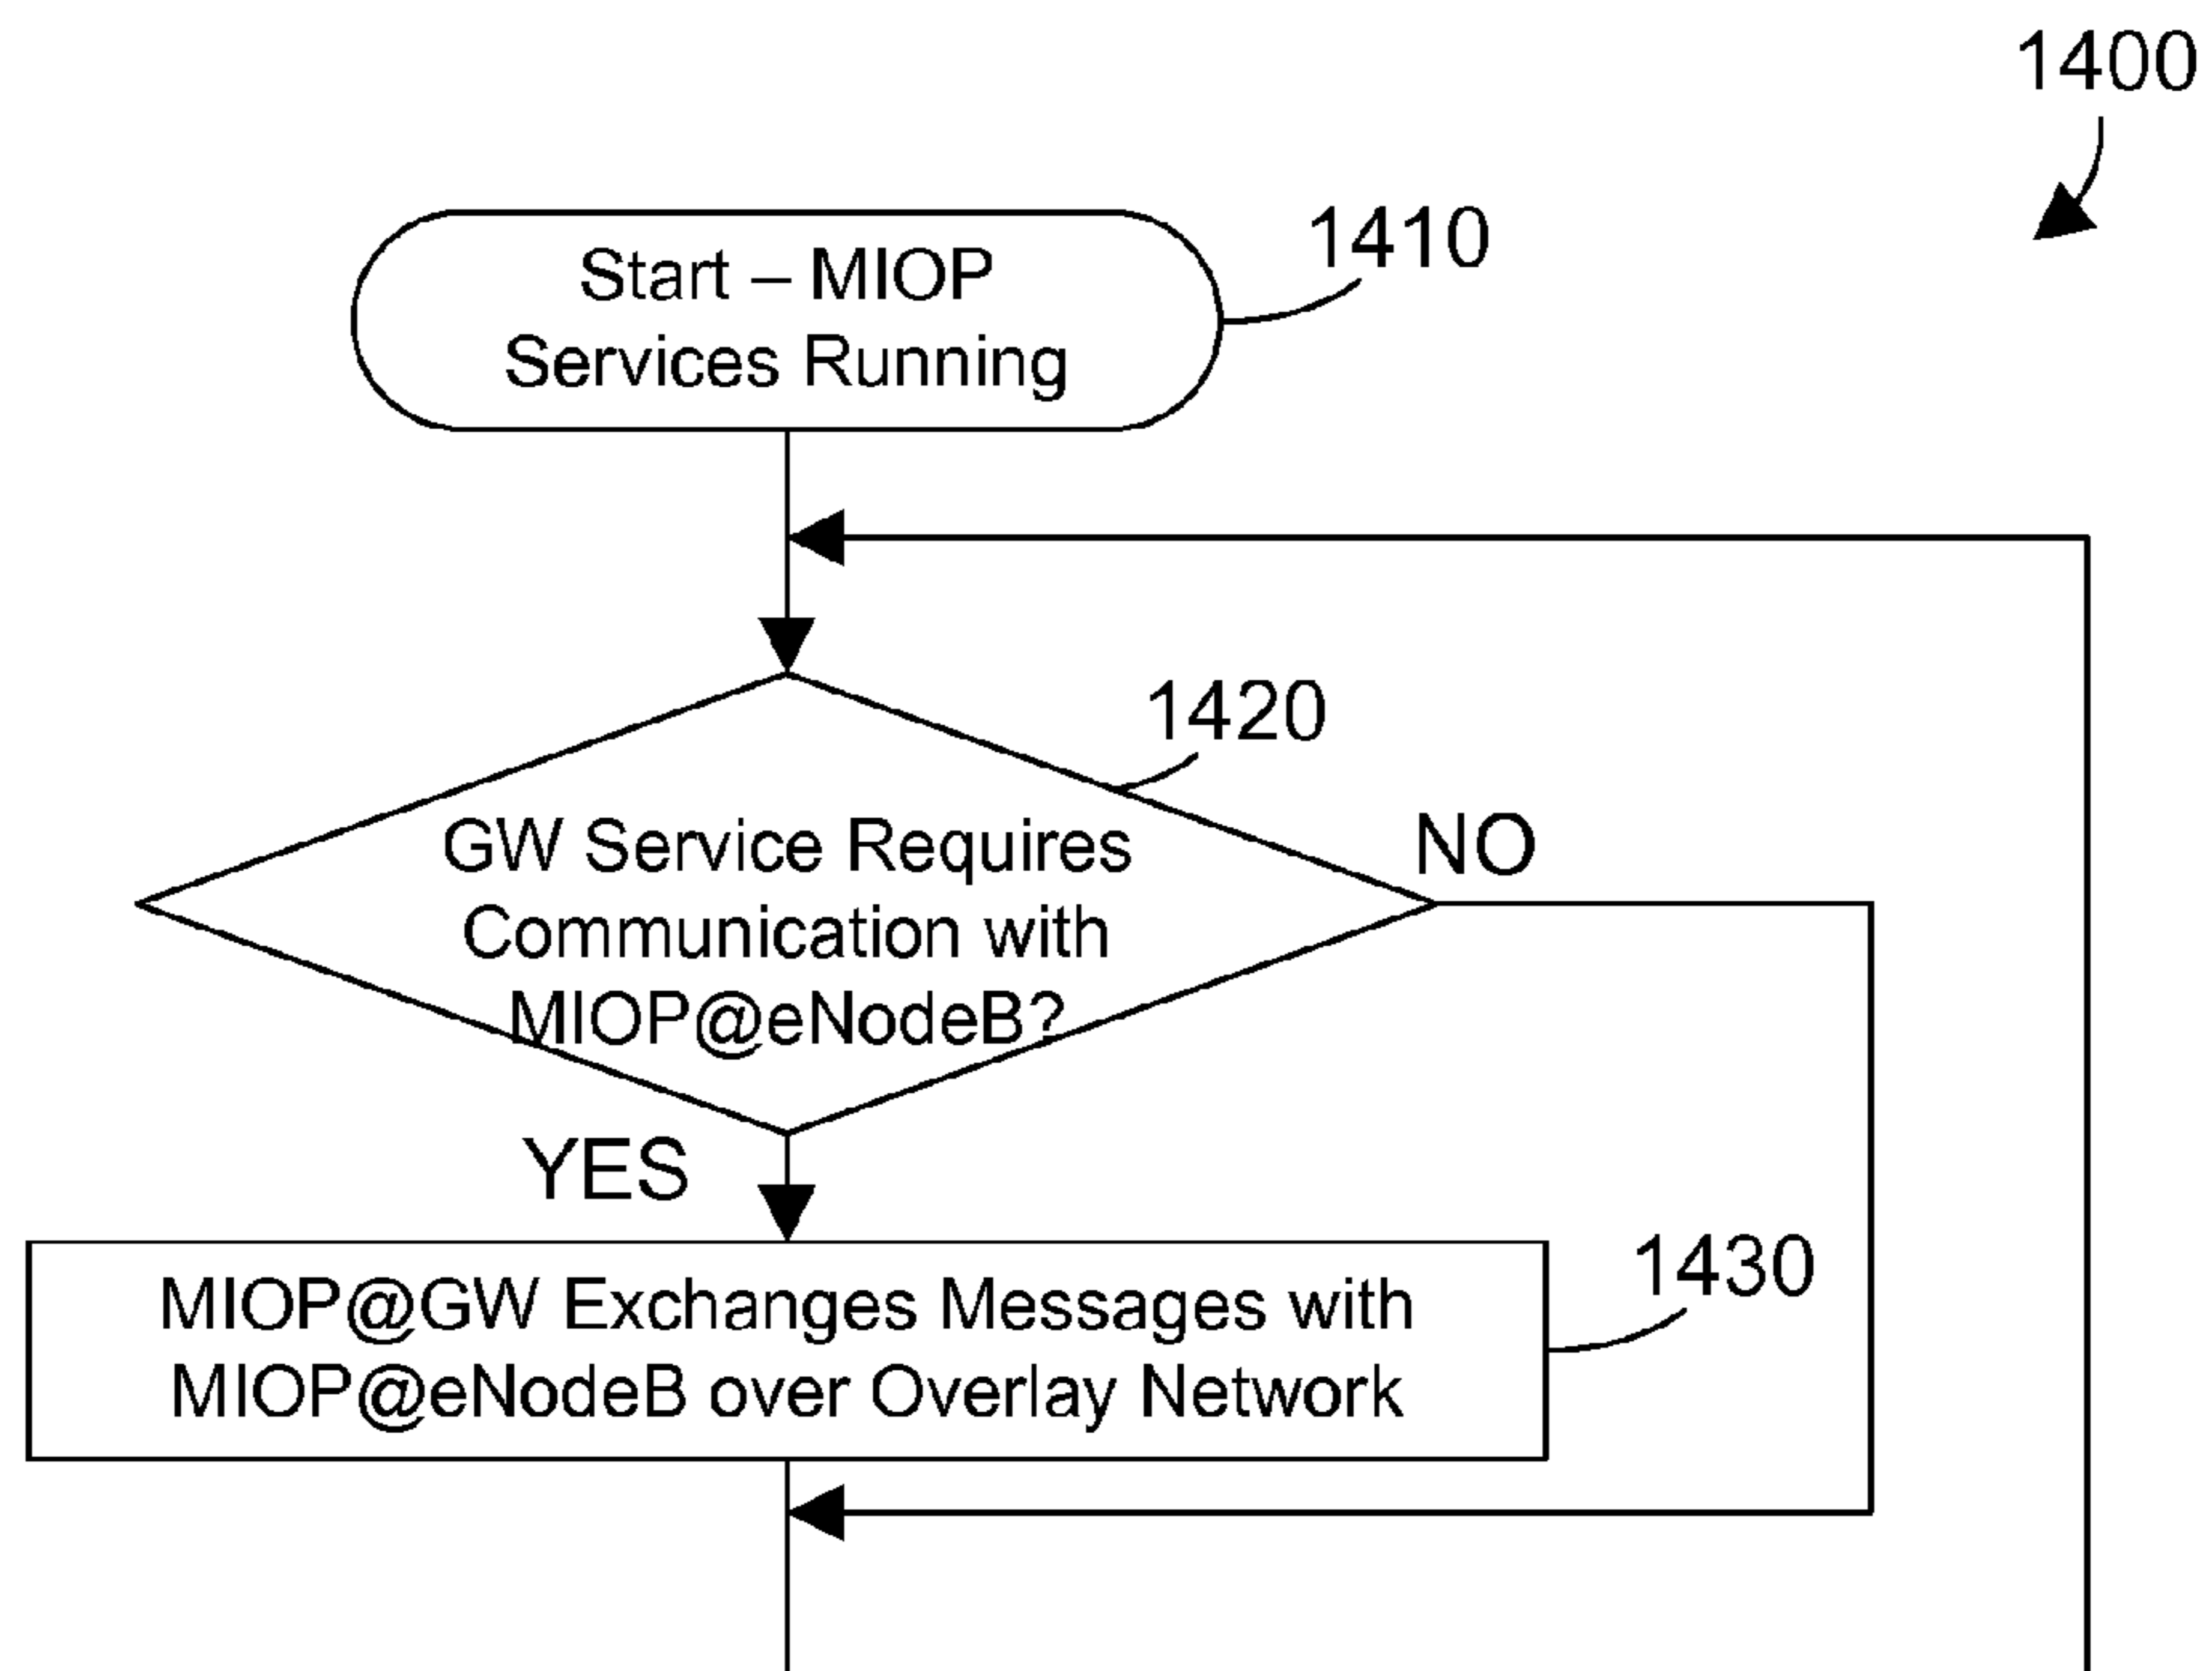 1400
Start – MIOP
Services Running
1410
1420
GW Service Requires
Communication with
MIOP@eNodeB?
NO
YES
MIOP@GW Exchanges Messages with
MIOP@eNodeB over Overlay Network
1430